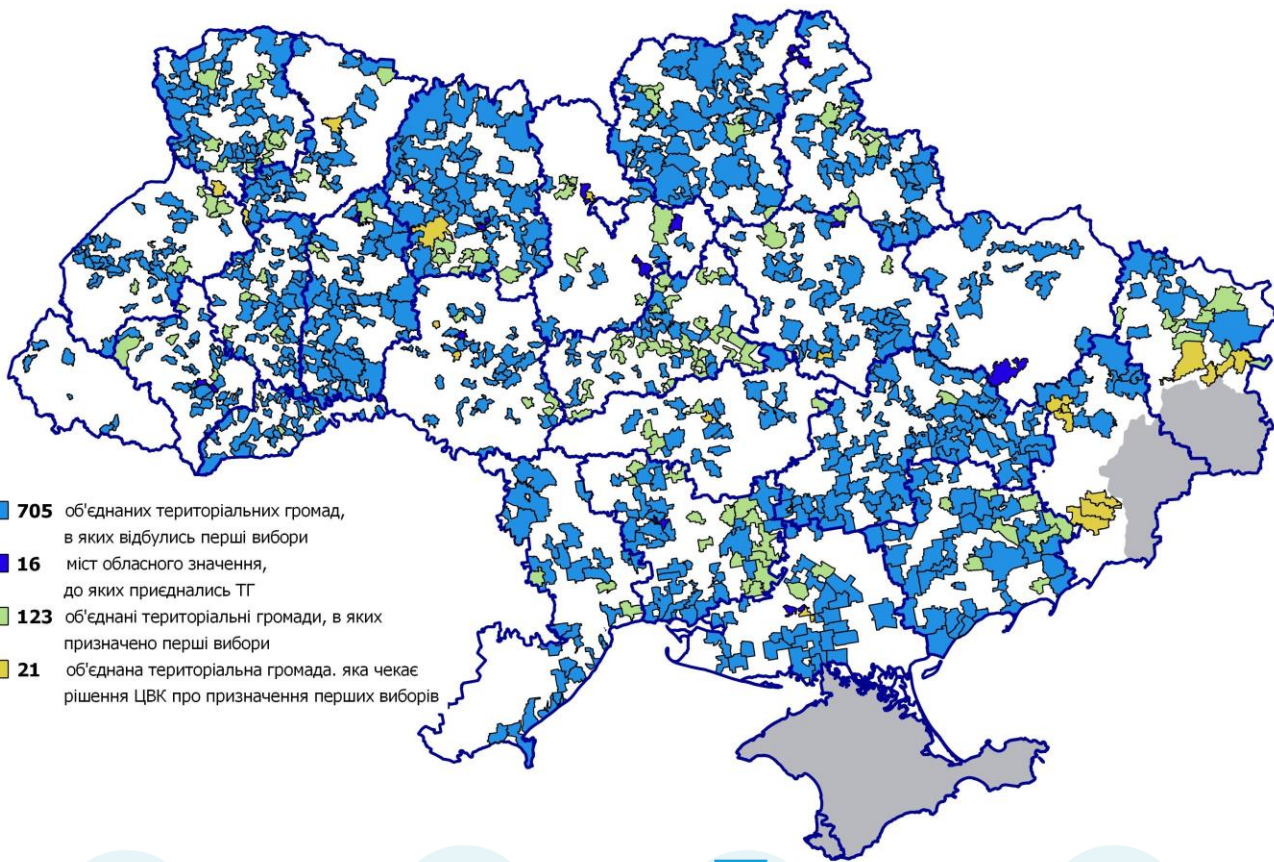 705 об'єднаних територіальних громад,
в яких відбулись перші вибори
16 міст обласного значення,
до яких приєднались ТГ
123 об'єднані територіальні громади, в яких
призначено перші вибори
21 об'єднана територіальна громада. яка чекає
рішення ЦВК про призначення перших виборів